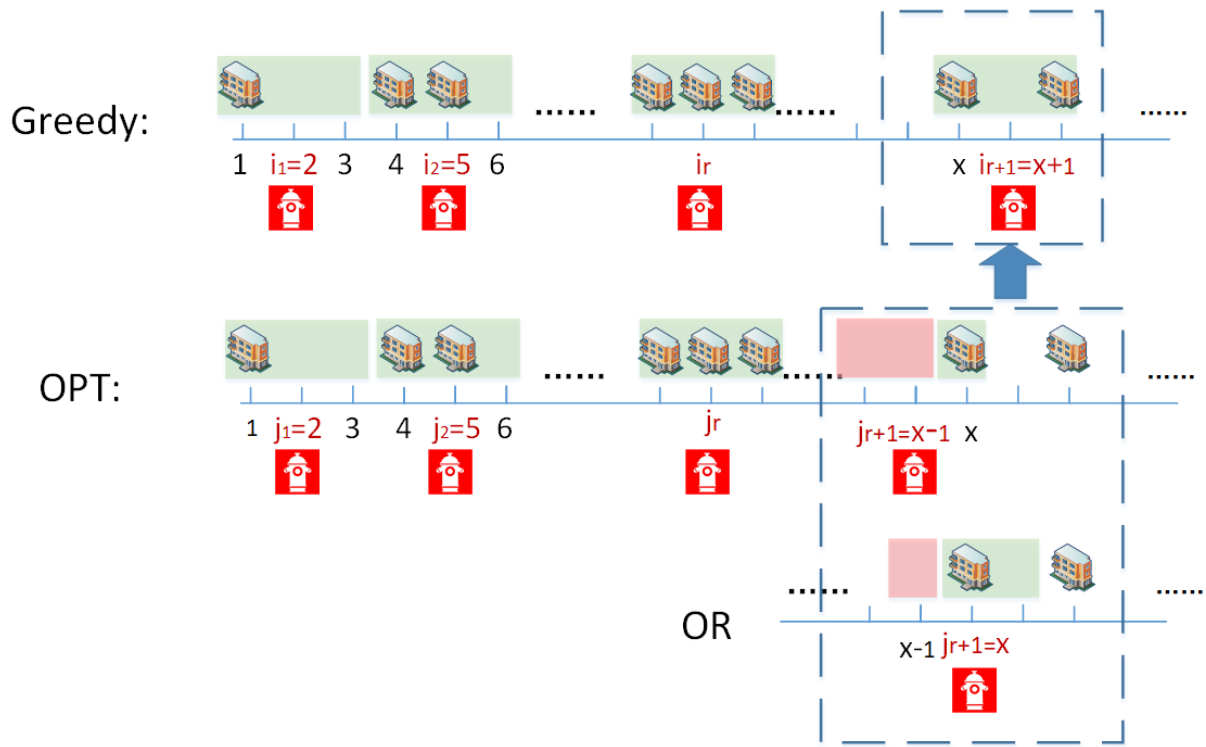 Greedy:
......
......
......
1 i₁=2 3 4 i₂=5 6 iᵣ x iᵣ₊₁=x+1
OPT:
......
......
......
1 j₁=2 3 4 j₂=5 6 jᵣ jᵣ₊₁=x-1 x
......
......
OR
x-1 jᵣ₊₁=x